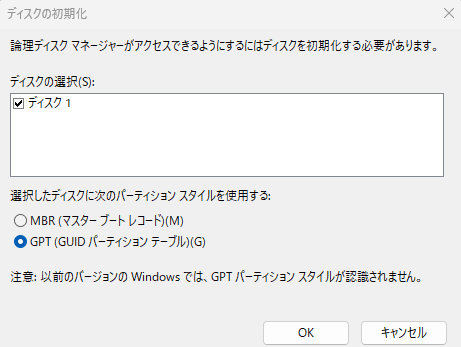 ディスクの初期化
論理ディスク マネージャーがアクセスできるようにするにはディスクを初期化する必要があります。
ディスクの選択(S):
ディスク 1
選択したディスクに次のパーティション スタイルを使用する:
MBR (マスター ブート レコード)(M)
GPT (GUID パーティション テーブル)(G)
注意: 以前のバージョンの Windows では、GPT パーティション スタイルが認識されません。
OK キャンセル